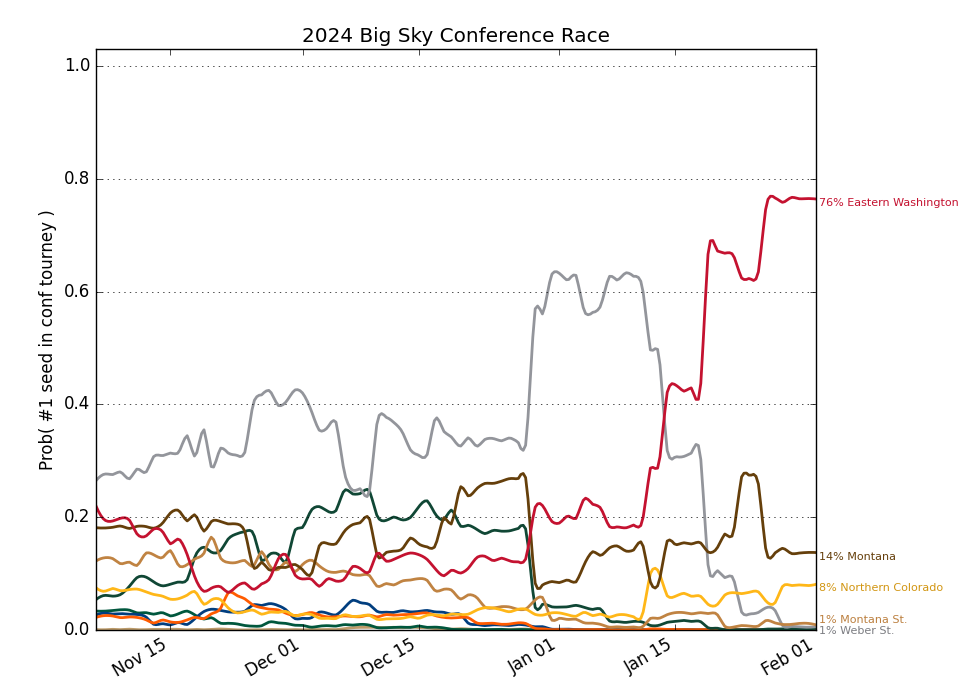 2024 Big Sky Conference Race
Prob( #1 seed in conf tourney )
1.0
0.8
0.6
0.4
0.2
0.0
76% Eastern Washington
14% Montana
8% Northern Colorado
1% Montana St.
1% Weber St.
Nov 15
Dec 01
Dec 15
Jan 01
Jan 15
Feb 01